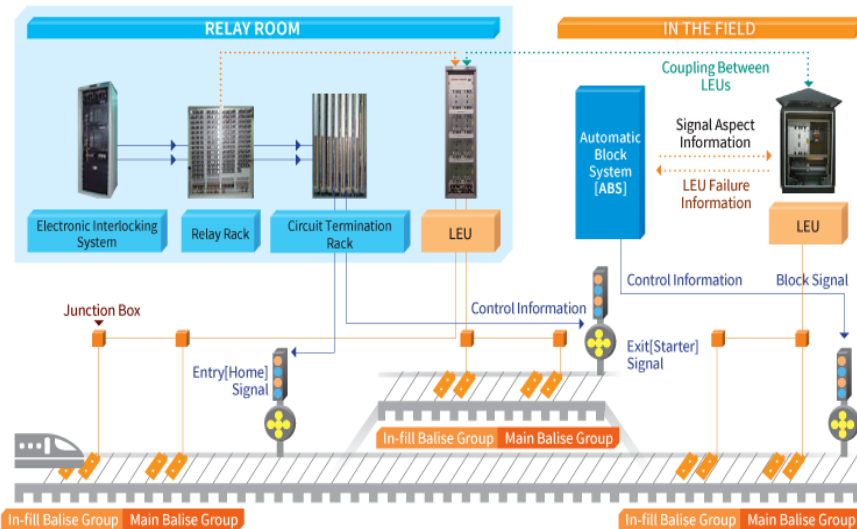 RELAY ROOM
IN THE FIELD
Coupling Between
LEUs
Automatic
Block
System
[ABS]
Signal Aspect
Information
LEU Failure
Information
Electronic Interlocking
System
Relay Rack
Circuit Termination
Rack
LEU
LEU
Junction Box
Control Information
Control Information
Block Signal
Entry[Home]
Signal
Exit[Starter]
Signal
In-fill Balise Group
Main Balise Group
In-fill Balise Group
Main Balise Group
In-fill Balise Group
Main Balise Group